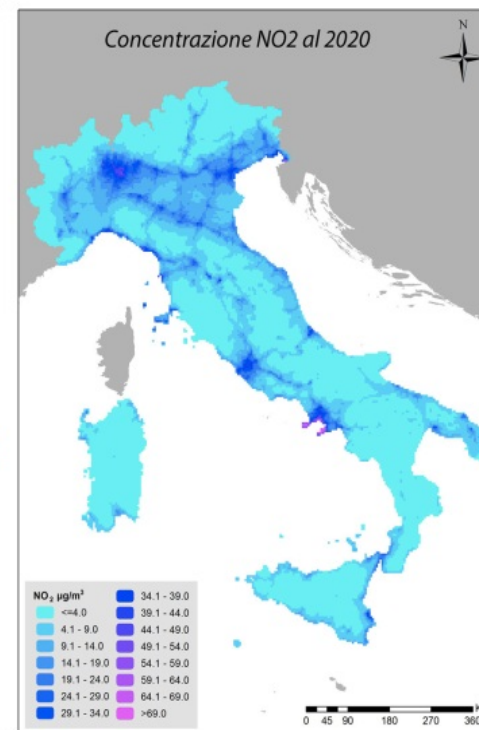 Concentrazione NO2 al 2020
N
NO₂ µg/m³
<=4.0
4.1 - 9.0
9.1 - 14.0
14.1 - 19.0
19.1 - 24.0
24.1 - 29.0
29.1 - 34.0
34.1 - 39.0
39.1 - 44.0
44.1 - 49.0
49.1 - 54.0
54.1 - 59.0
59.1 - 64.0
64.1 - 69.0
>69.0
0 45 90 180 270 360